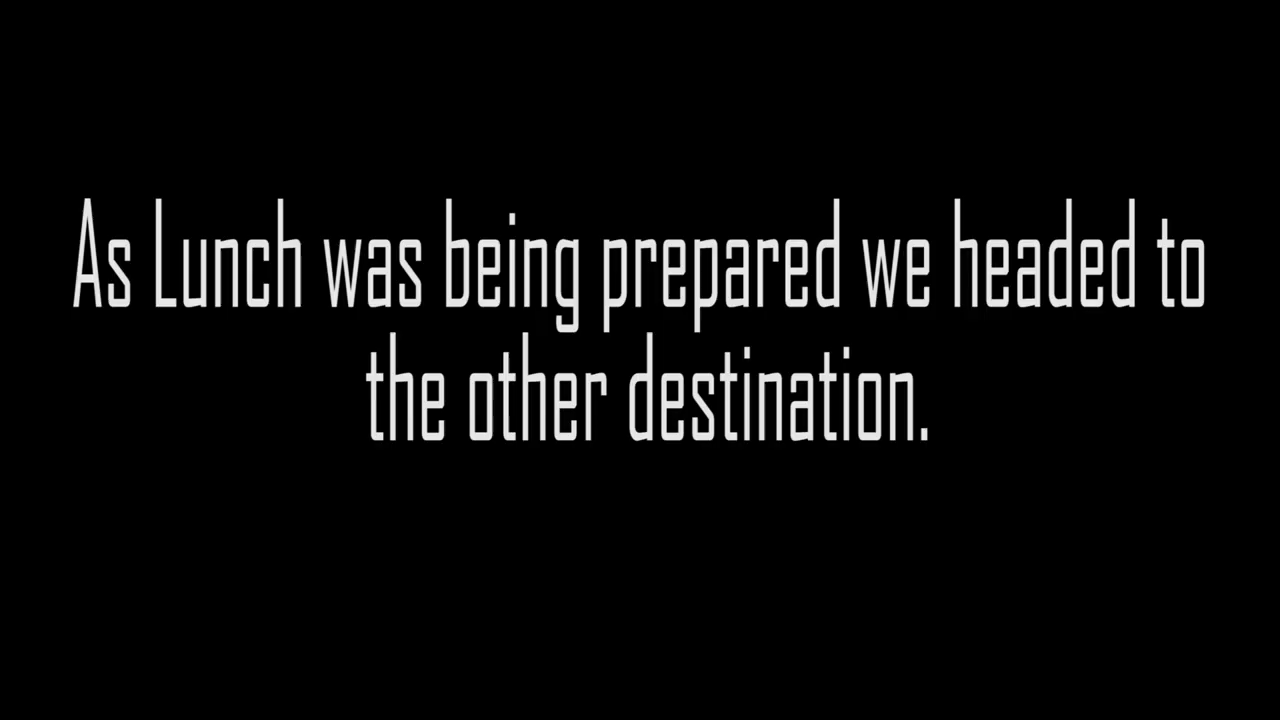 As Lunch was being prepared we headed to
the other destination.